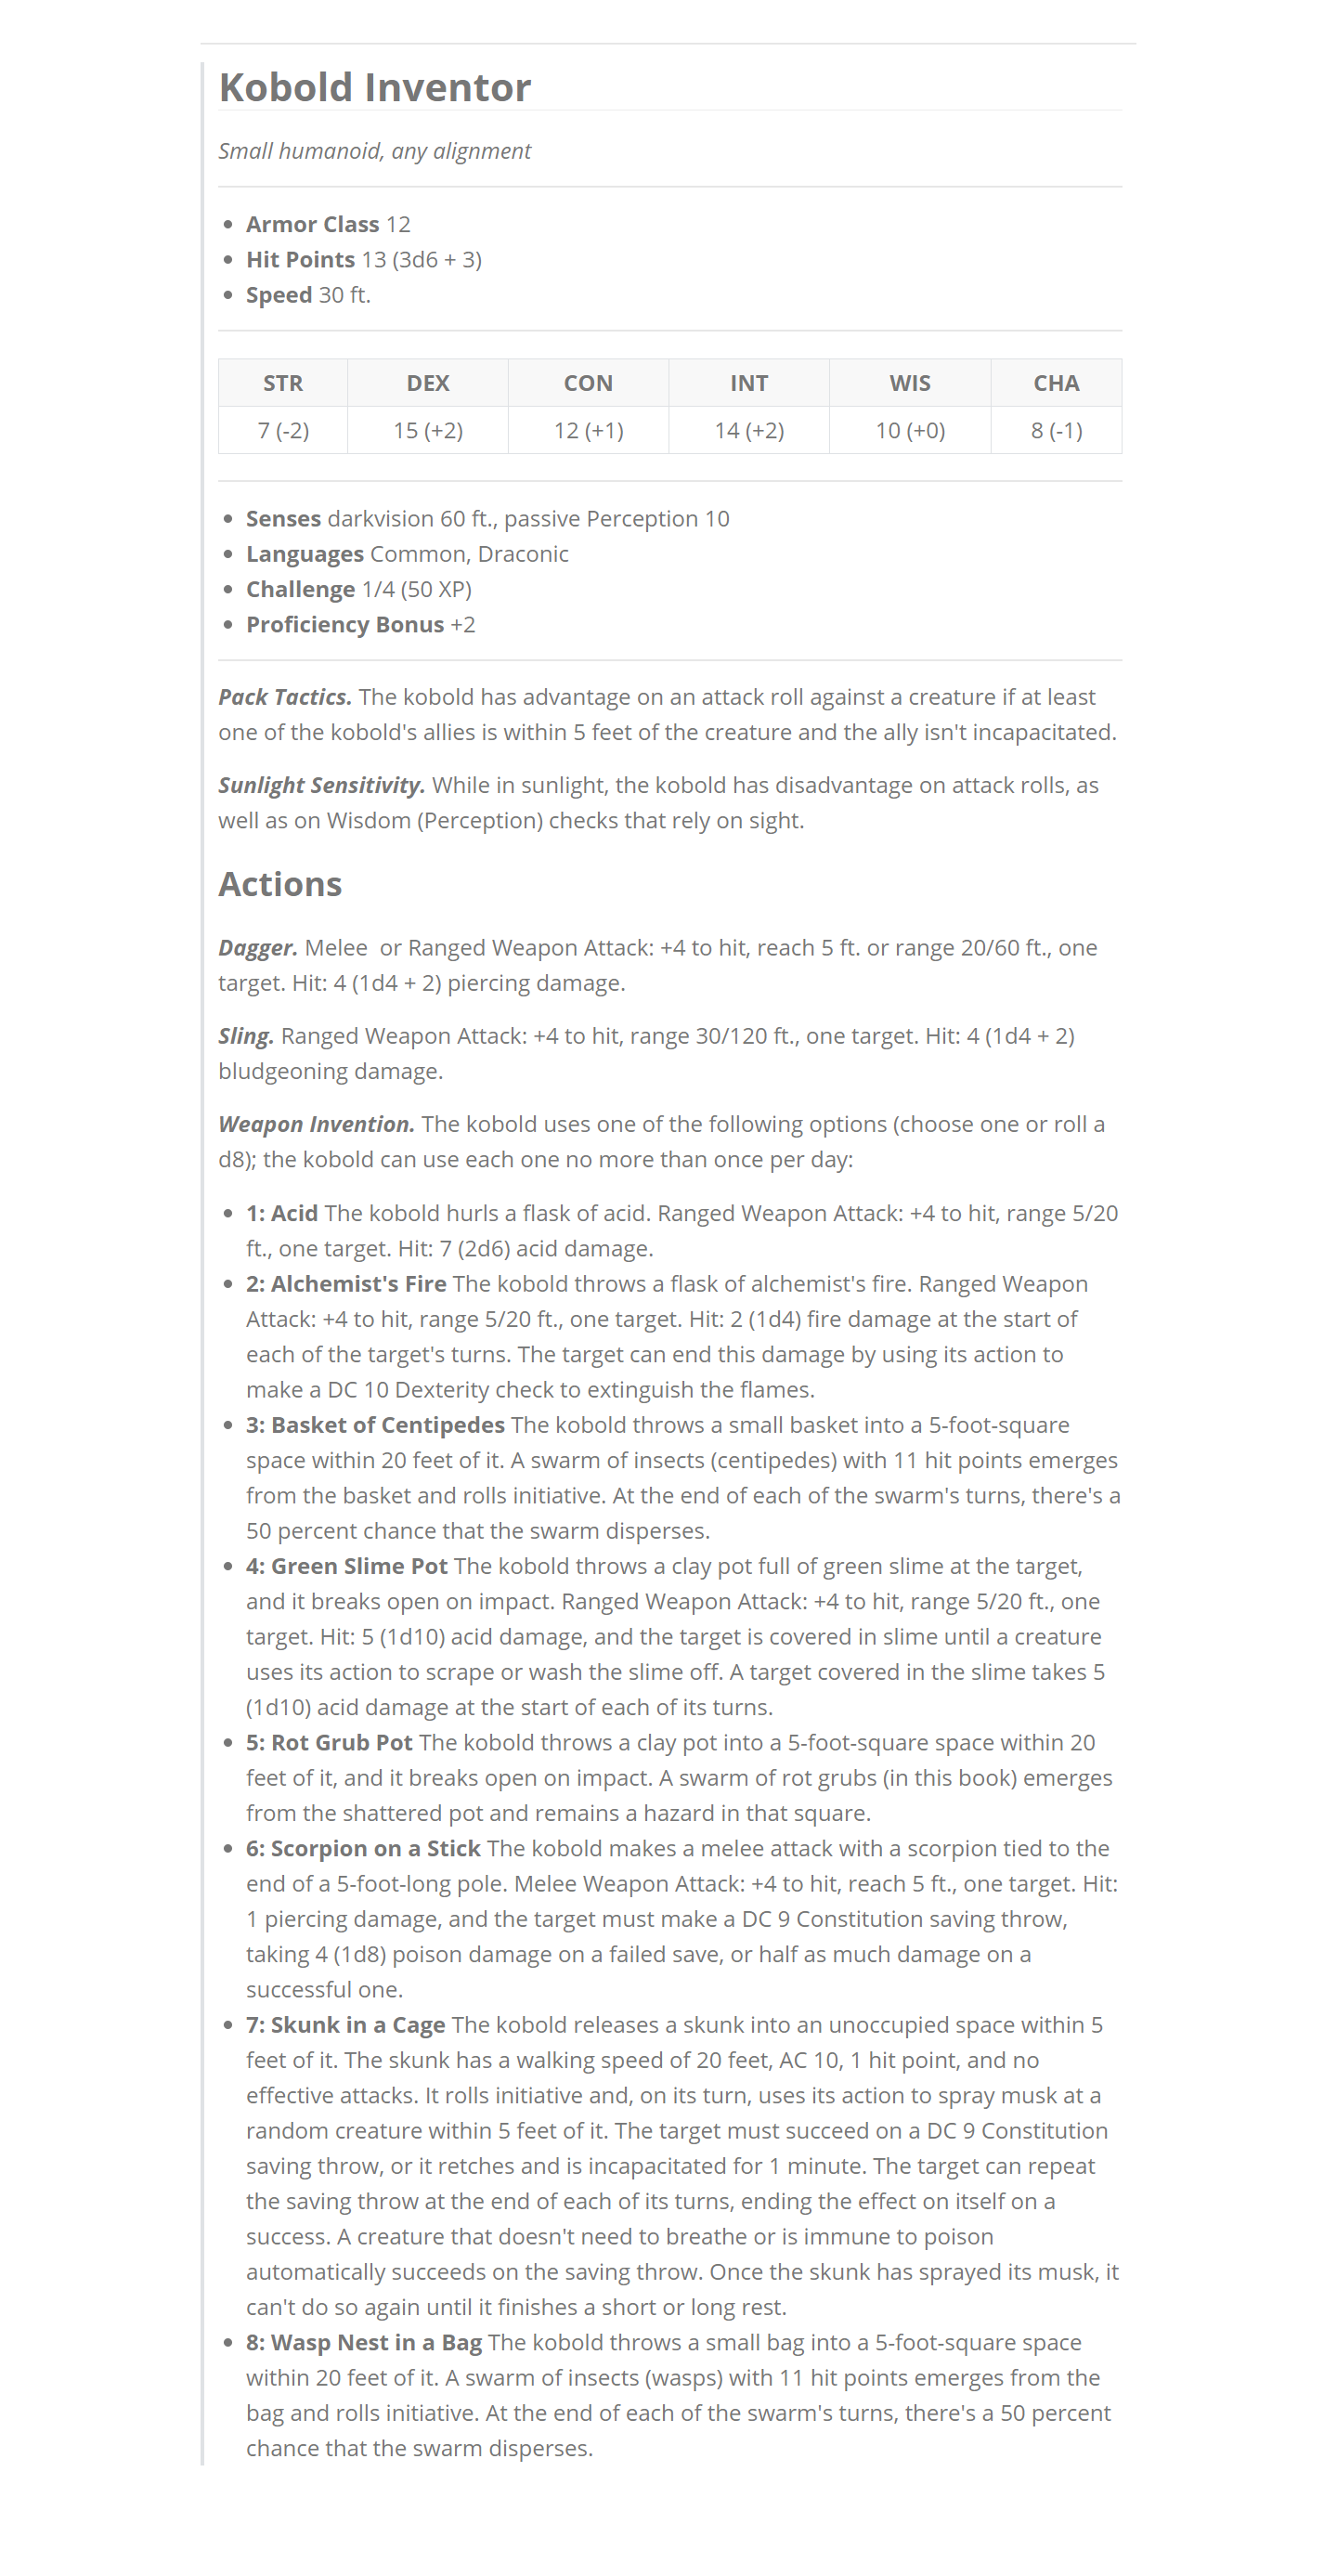 Kobold Inventor
Small humanoid, any alignment
Armor Class 12
Hit Points 13 (3d6 + 3)
Speed 30 ft.
STR DEX CON INT WIS CHA
7 (-2) 15 (+2) 12 (+1) 14 (+2) 10 (+0) 8 (-1)
Senses darkvision 60 ft., passive Perception 10
Languages Common, Draconic
Challenge 1/4 (50 XP)
Proficiency Bonus +2
Pack Tactics. The kobold has advantage on an attack roll against a creature if at least
one of the kobold's allies is within 5 feet of the creature and the ally isn't incapacitated.
Sunlight Sensitivity. While in sunlight, the kobold has disadvantage on attack rolls, as
well as on Wisdom (Perception) checks that rely on sight.
Actions
Dagger. Melee or Ranged Weapon Attack: +4 to hit, reach 5 ft. or range 20/60 ft., one
target. Hit: 4 (1d4 + 2) piercing damage.
Sling. Ranged Weapon Attack: +4 to hit, range 30/120 ft., one target. Hit: 4 (1d4 + 2)
bludgeoning damage.
Weapon Invention. The kobold uses one of the following options (choose one or roll a
d8); the kobold can use each one no more than once per day:
1: Acid The kobold hurls a flask of acid. Ranged Weapon Attack: +4 to hit, range 5/20
ft., one target. Hit: 7 (2d6) acid damage.
2: Alchemist's Fire The kobold throws a flask of alchemist's fire. Ranged Weapon
Attack: +4 to hit, range 5/20 ft., one target. Hit: 2 (1d4) fire damage at the start of
each of the target's turns. The target can end this damage by using its action to
make a DC 10 Dexterity check to extinguish the flames.
3: Basket of Centipedes The kobold throws a small basket into a 5-foot-square
space within 20 feet of it. A swarm of insects (centipedes) with 11 hit points emerges
from the basket and rolls initiative. At the end of each of the swarm's turns, there's a
50 percent chance that the swarm disperses.
4: Green Slime Pot The kobold throws a clay pot full of green slime at the target,
and it breaks open on impact. Ranged Weapon Attack: +4 to hit, range 5/20 ft., one
target. Hit: 5 (1d10) acid damage, and the target is covered in slime until a creature
uses its action to scrape or wash the slime off. A target covered in the slime takes 5
(1d10) acid damage at the start of each of its turns.
5: Rot Grub Pot The kobold throws a clay pot into a 5-foot-square space within 20
feet of it, and it breaks open on impact. A swarm of rot grubs (in this book) emerges
from the shattered pot and remains a hazard in that square.
6: Scorpion on a Stick The kobold makes a melee attack with a scorpion tied to the
end of a 5-foot-long pole. Melee Weapon Attack: +4 to hit, reach 5 ft., one target. Hit:
1 piercing damage, and the target must make a DC 9 Constitution saving throw,
taking 4 (1d8) poison damage on a failed save, or half as much damage on a
successful one.
7: Skunk in a Cage The kobold releases a skunk into an unoccupied space within 5
feet of it. The skunk has a walking speed of 20 feet, AC 10, 1 hit point, and no
effective attacks. It rolls initiative and, on its turn, uses its action to spray musk at a
random creature within 5 feet of it. The target must succeed on a DC 9 Constitution
saving throw, or it retches and is incapacitated for 1 minute. The target can repeat
the saving throw at the end of each of its turns, ending the effect on itself on a
success. A creature that doesn't need to breathe or is immune to poison
automatically succeeds on the saving throw. Once the skunk has sprayed its musk, it
can't do so again until it finishes a short or long rest.
8: Wasp Nest in a Bag The kobold throws a small bag into a 5-foot-square space
within 20 feet of it. A swarm of insects (wasps) with 11 hit points emerges from the
bag and rolls initiative. At the end of each of the swarm's turns, there's a 50 percent
chance that the swarm disperses.